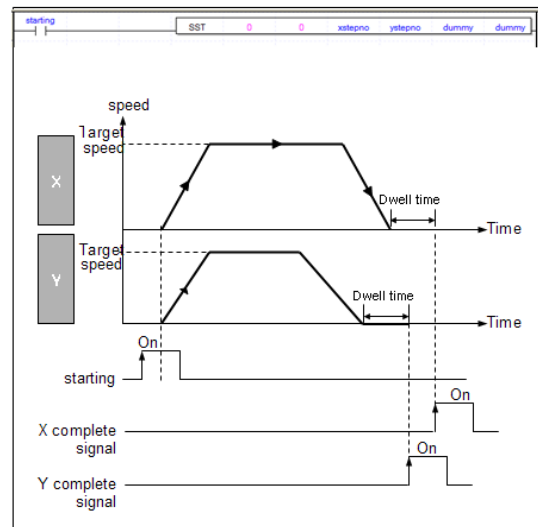 starting
SST 0 0 xstepno ystepno dummy dummy
speed
Target
speed
X
Dwell time
Time
Target
speed
Y
Dwell time
Time
On
starting
On
X complete
signal
On
Y complete
signal